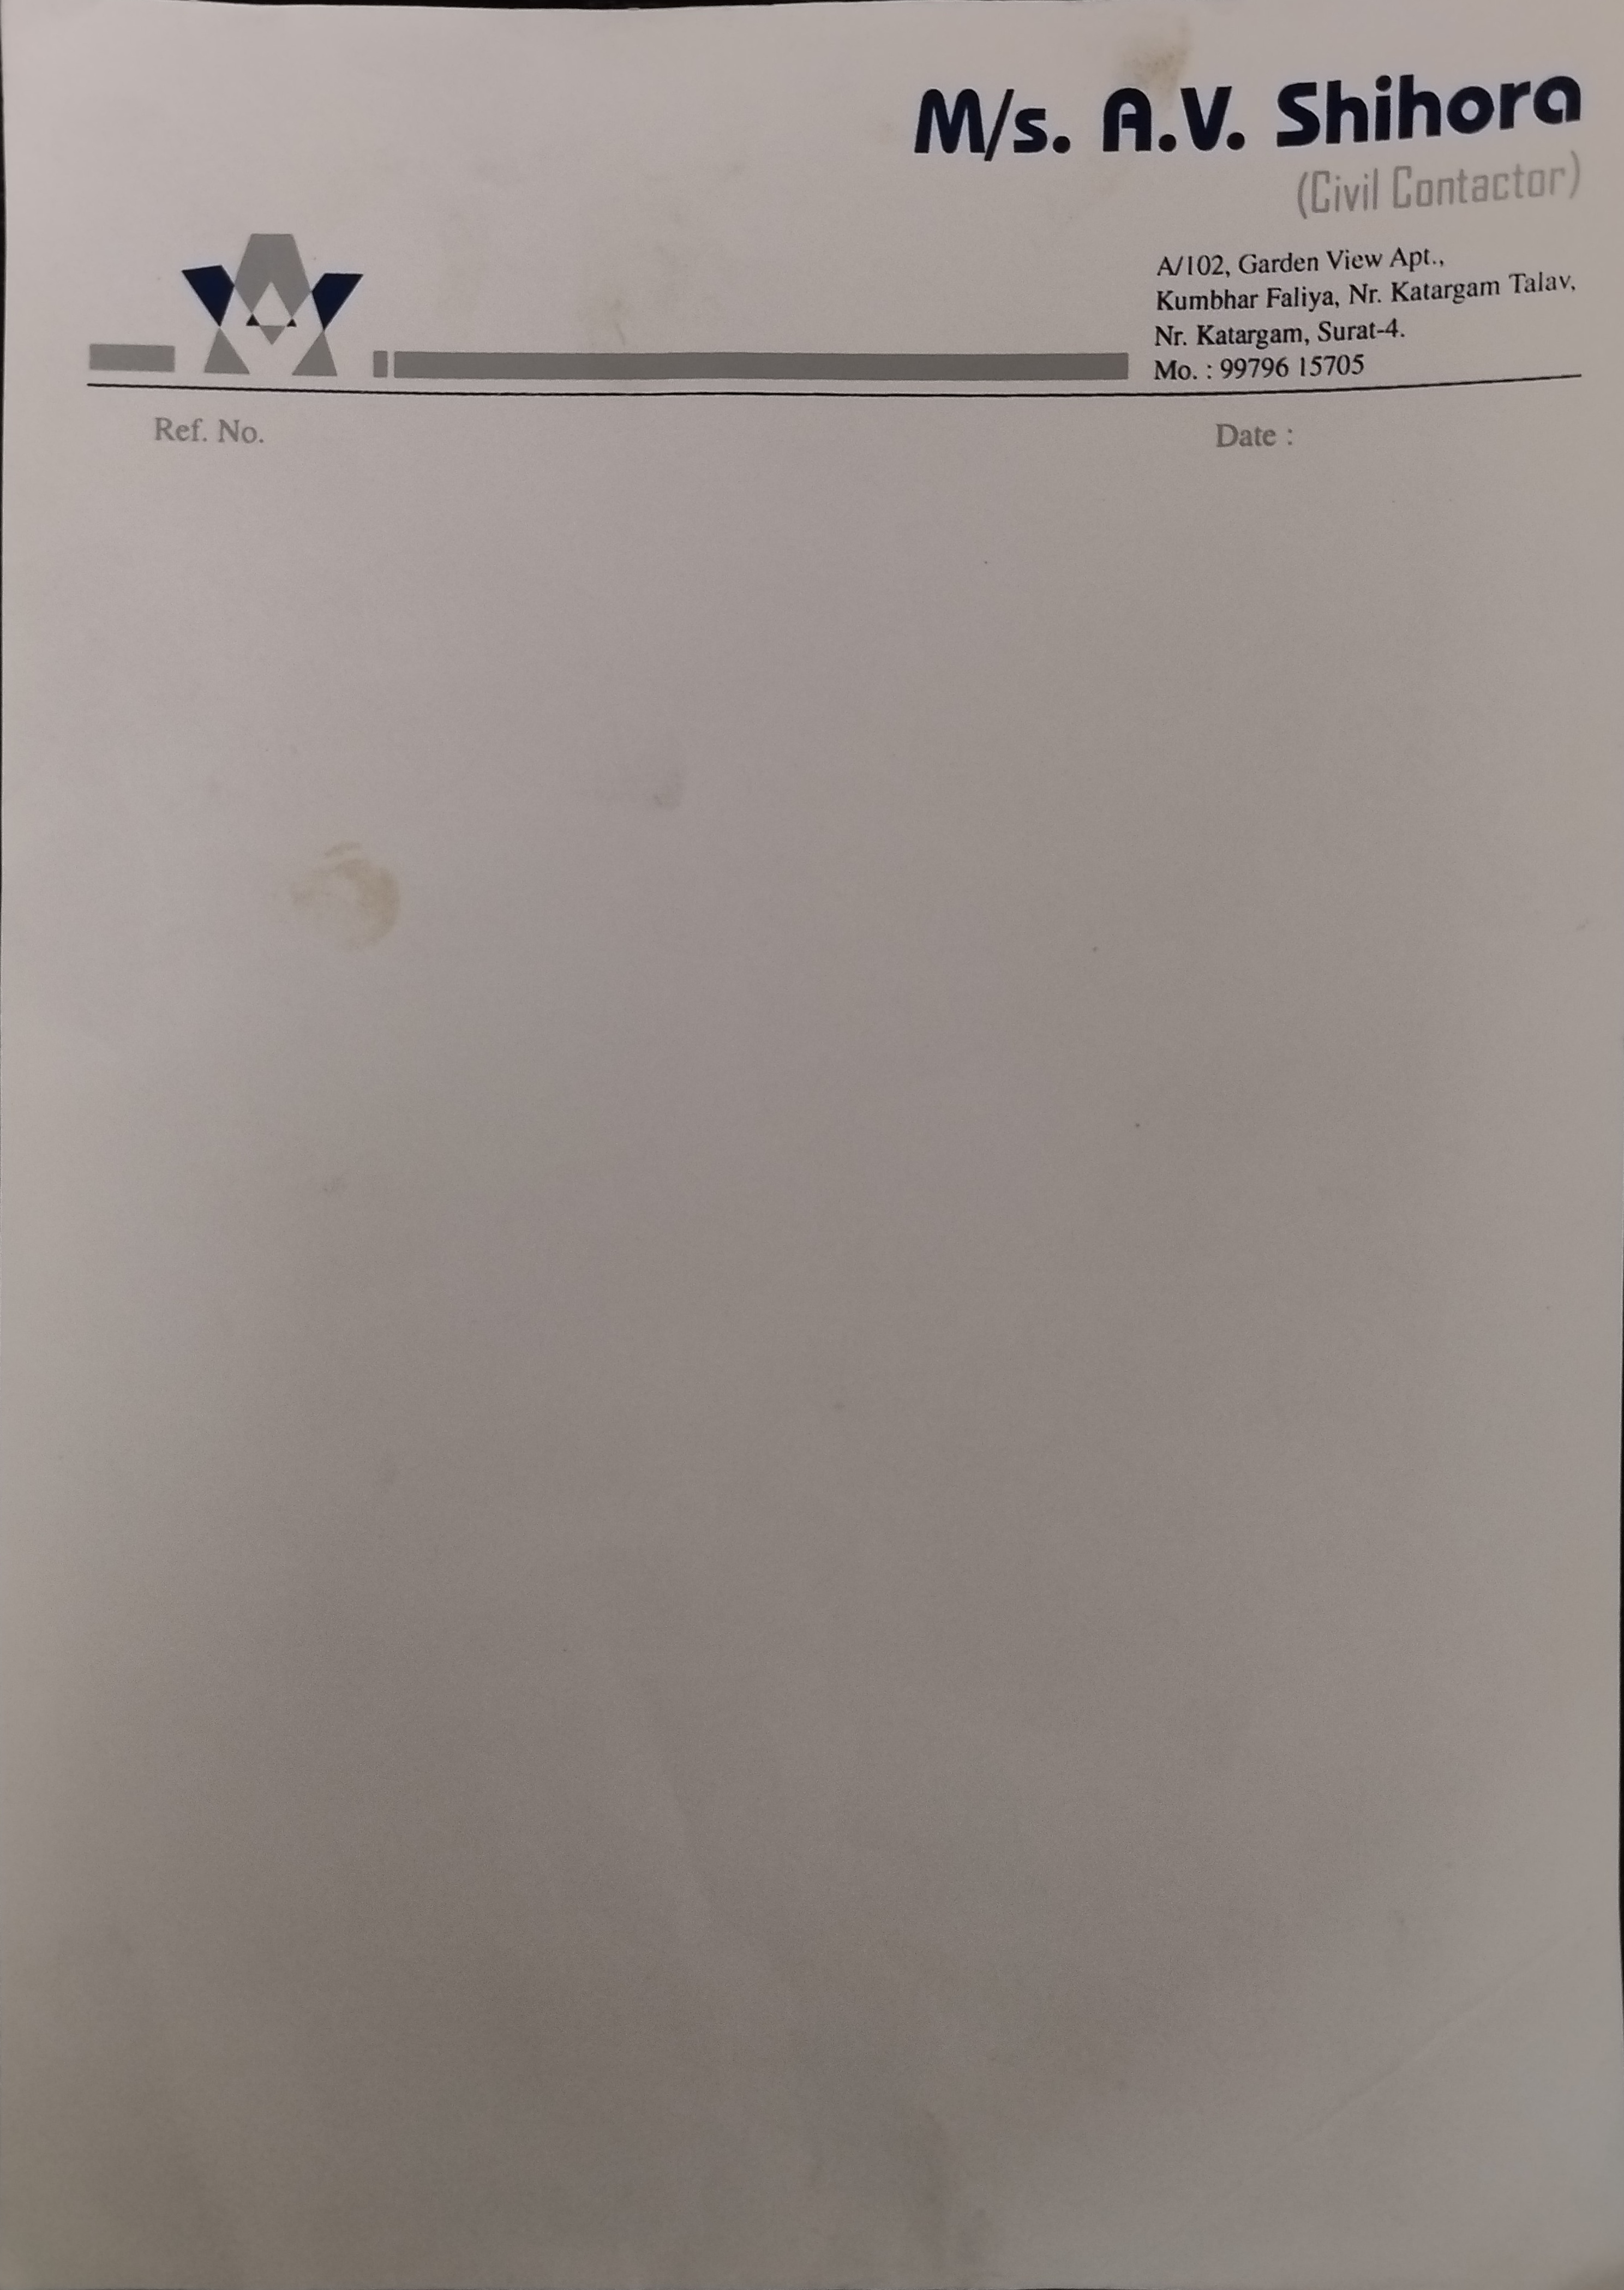 M/s. A.V. Shihora
(Civil Contactor)
A/102, Garden View Apt.,
Kumbhar Faliya, Nr. Katargam Talav,
Nr. Katargam, Surat-4.
Mo. : 99796 15705
Ref. No.
Date :